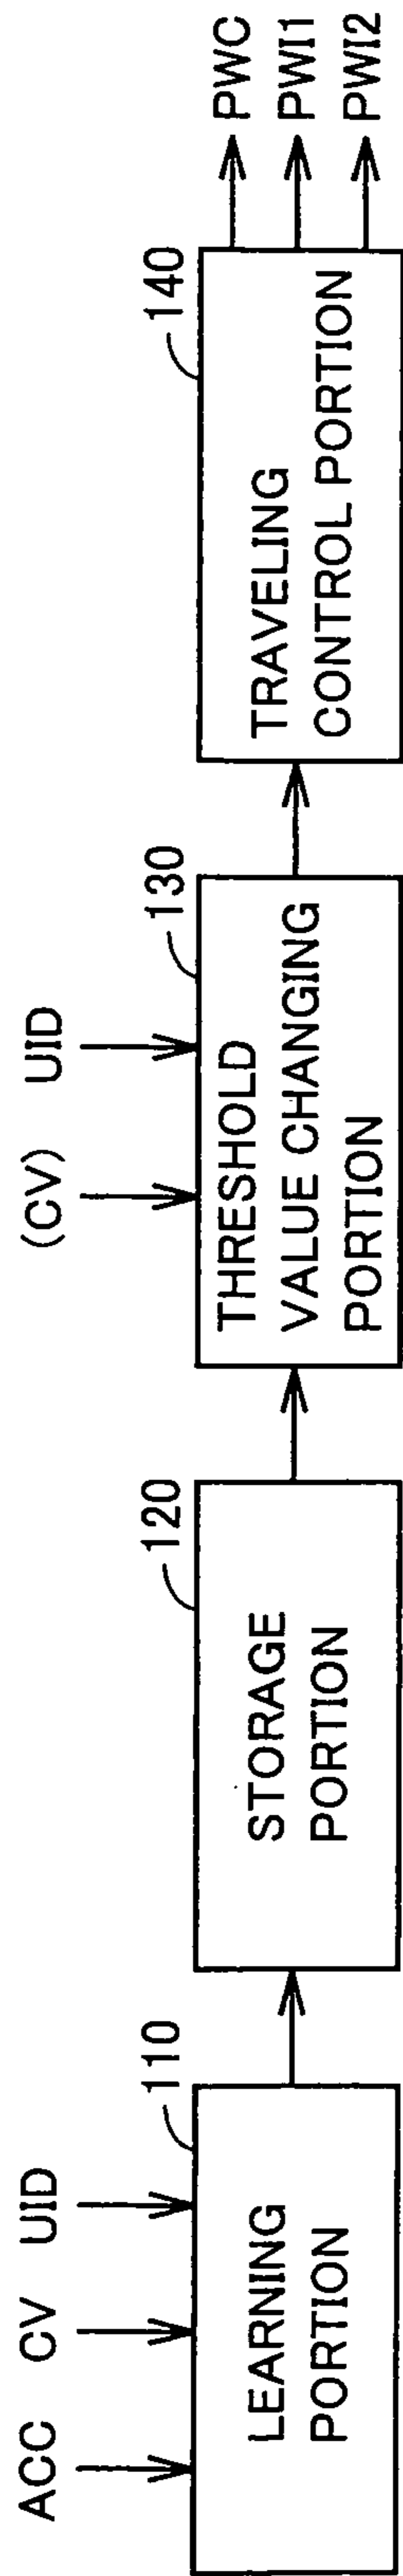 ACC CV UID
110
LEARNING
PORTION
120
STORAGE
PORTION
(CV) UID
130
THRESHOLD
VALUE CHANGING
PORTION
140
TRAVELING
CONTROL PORTION
PWC
PWI1
PWI2